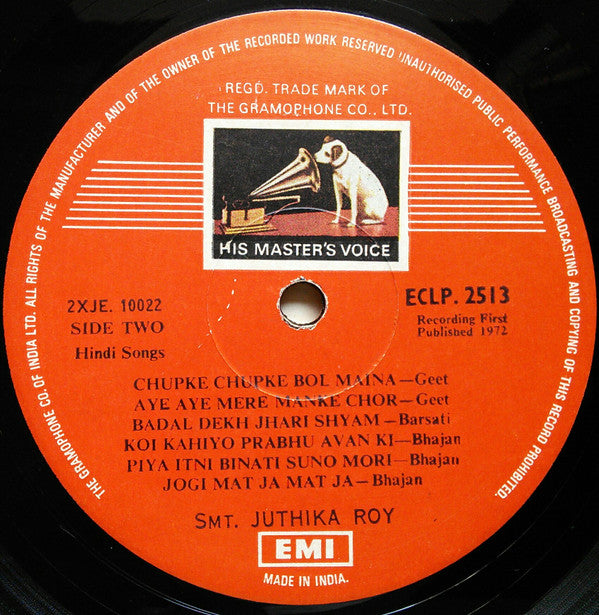 THE GRAMOPHONE CO. OF INDIA LTD. ALL RIGHTS OF THE MANUFACTURER AND OF THE OWNER OF THE RECORDED WORK RESERVED UNAUTHORISED PUBLIC PERFORMANCE BROADCASTING AND COPYING OF THIS RECORD PROHIBITED.
REGD. TRADE MARK OF
THE GRAMOPHONE CO., LTD.
HIS MASTER'S VOICE
2XJE. 10022
SIDE TWO
Hindi Songs
ECLP. 2513
Recording First
Published 1972
CHUPKE CHUPKE BOL MAINA—Geet
AYE AYE MERE MANKE CHOR—Geet
BADAL DEKH JHARI SHYAM—Barsati
KOI KAHIYO PRABHU AVAN KI—Bhajan
PIYA ITNI BINATI SUNO MORI—Bhajan
JOGI MAT JA MAT JA—Bhajan
SMT. JUTHIKA ROY
EMI
MADE IN INDIA.